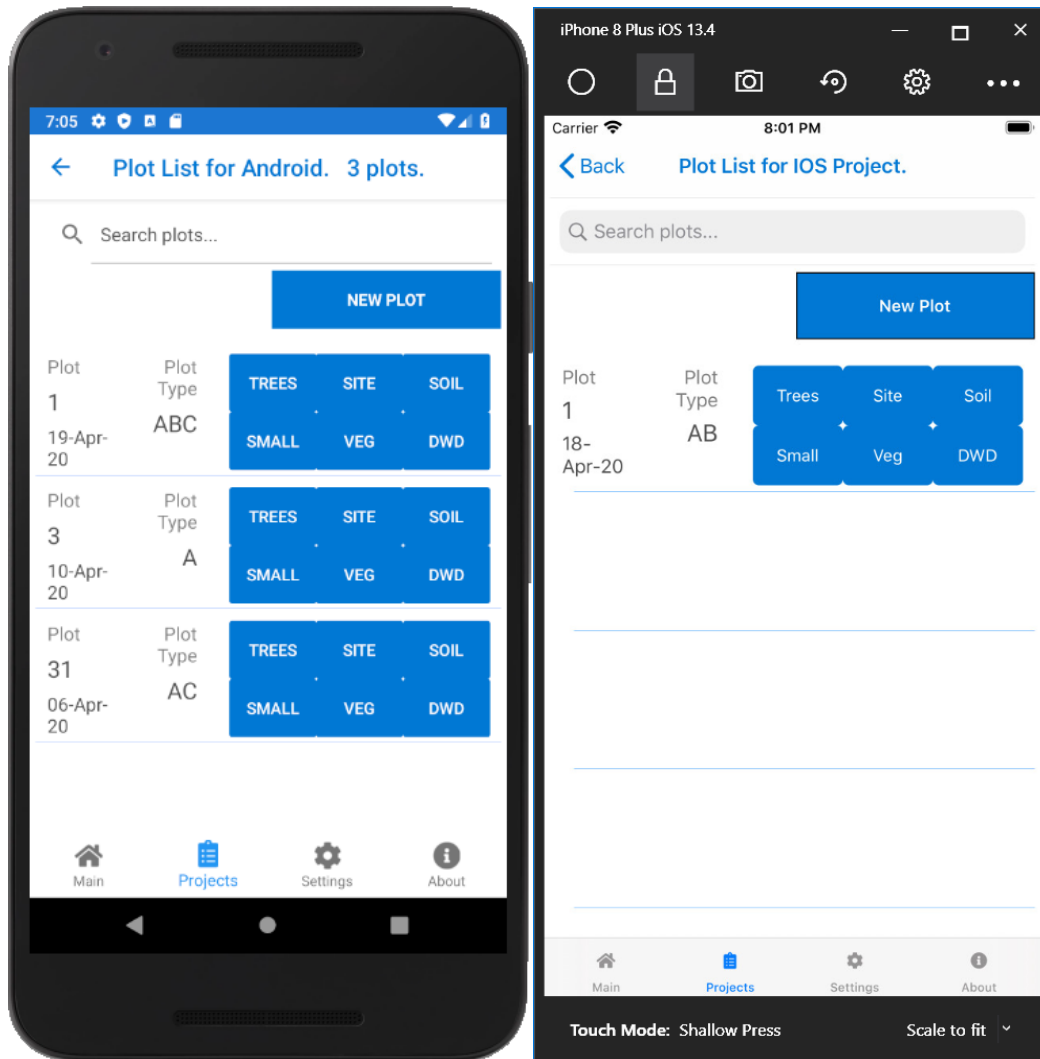 7:05
Plot List for Android.   3 plots.
Search plots...
NEW PLOT
Plot
1
19-Apr-
20
Plot
Type
ABC
TREES SITE SOIL
SMALL VEG DWD
Plot
3
10-Apr-
20
Plot
Type
A
TREES SITE SOIL
SMALL VEG DWD
Plot
31
06-Apr-
20
Plot
Type
AC
TREES SITE SOIL
SMALL VEG DWD
Main Projects Settings About
iPhone 8 Plus iOS 13.4
Carrier 8:01 PM
Back Plot List for IOS Project.
Search plots...
New Plot
Plot
1
18-
Apr-20
Plot
Type
AB
Trees Site Soil
Small Veg DWD
Main Projects Settings About
Touch Mode: Shallow Press Scale to fit